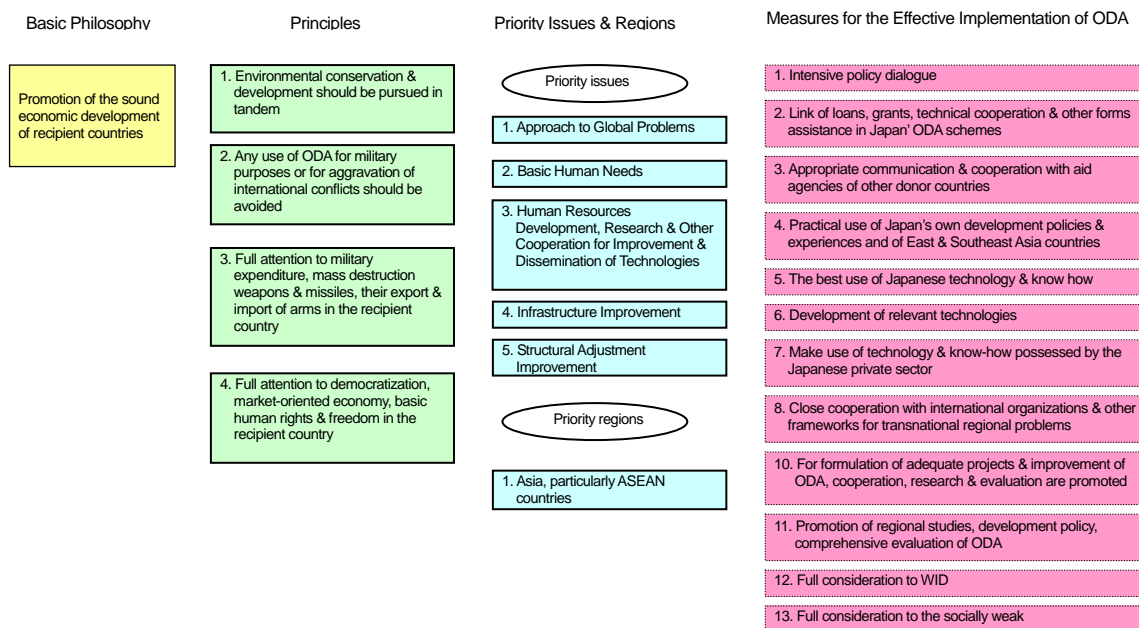 Basic Philosophy
Principles
Priority Issues & Regions
Measures for the Effective Implementation of ODA
Promotion of the sound
economic development
of recipient countries
1. Environmental conservation &
development should be pursued in
tandem
2. Any use of ODA for military
purposes or for aggravation of
international conflicts should be
avoided
3. Full attention to military
expenditure, mass destruction
weapons & missiles, their export &
import of arms in the recipient
country
4. Full attention to democratization,
market-oriented economy, basic
human rights & freedom in the
recipient country
Priority issues
1. Approach to Global Problems
2. Basic Human Needs
3. Human Resources
Development, Research & Other
Cooperation for Improvement &
Dissemination of Technologies
4. Infrastructure Improvement
5. Structural Adjustment
Improvement
Priority regions
1. Asia, particularly ASEAN
countries
1. Intensive policy dialogue
2. Link of loans, grants, technical cooperation & other forms
assistance in Japan' ODA schemes
3. Appropriate communication & cooperation with aid
agencies of other donor countries
4. Practical use of Japan's own development policies &
experiences and of East & Southeast Asia countries
5. The best use of Japanese technology & know how
6. Development of relevant technologies
7. Make use of technology & know-how possessed by the
Japanese private sector
8. Close cooperation with international organizations & other
frameworks for transnational regional problems
10. For formulation of adequate projects & improvement of
ODA, cooperation, research & evaluation are promoted
11. Promotion of regional studies, development policy,
comprehensive evaluation of ODA
12. Full consideration to WID
13. Full consideration to the socially weak